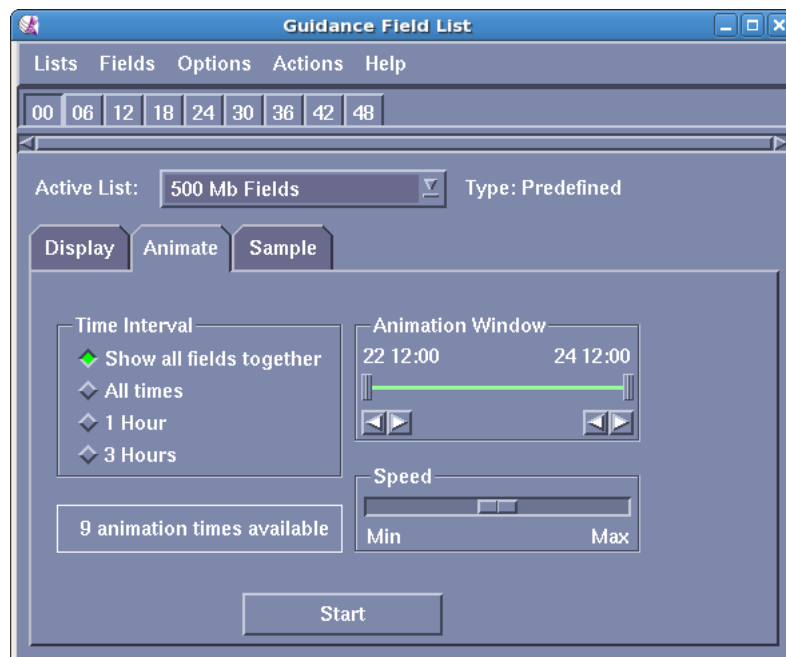 Guidance Field List
Lists Fields Options Actions Help
00 06 12 18 24 30 36 42 48
Active List: 500 Mb Fields Type: Predefined
Display Animate Sample
Time Interval
Show all fields together
All times
1 Hour
3 Hours
9 animation times available
Animation Window
22 12:00 24 12:00
Speed
Min Max
Start